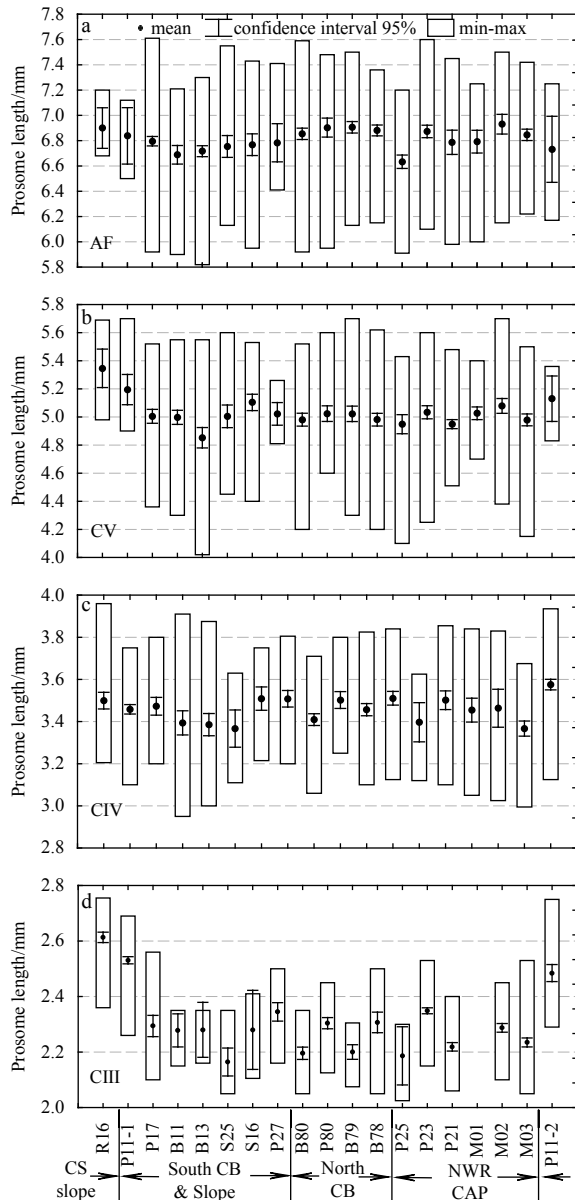 a
mean confidence interval 95% min-max
Prosome length/mm
7.8
7.6
7.4
7.2
7.0
6.8
6.6
6.4
6.2
6.0
5.8
AF
b
Prosome length/mm
5.8
5.6
5.4
5.2
5.0
4.8
4.6
4.4
4.2
4.0
CV
c
Prosome length/mm
4.0
3.8
3.6
3.4
3.2
3.0
2.8
CIV
d
Prosome length/mm
2.8
2.6
2.4
2.2
2.0
CIII
R16 P11-1 P17 B11 B13 S25 S16 P27 B80 P80 B79 B78 P25 P23 P21 M01 M02 M03 P11-2
CS slope
South CB & Slope
North CB
NWR CAP